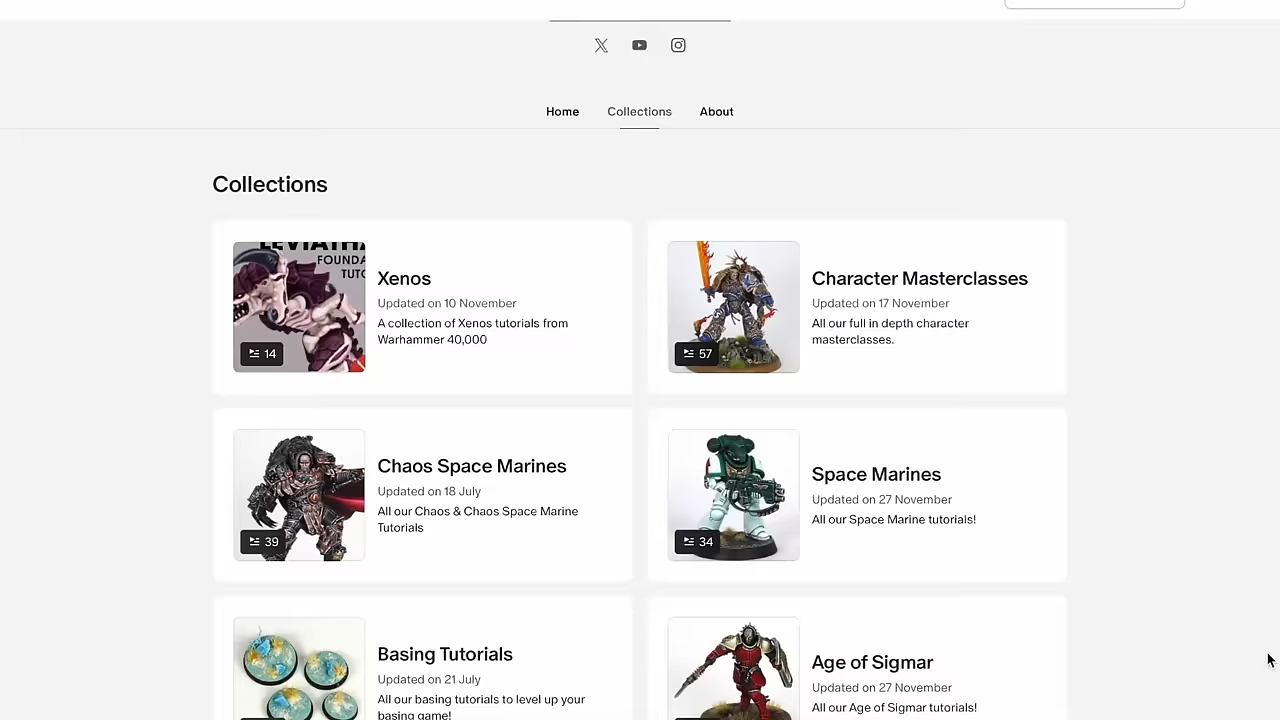 Home
Collections
About
Collections
LEVIATHA
FOUNDA
TUTO
14
Xenos
Updated on 10 November
A collection of Xenos tutorials from
Warhammer 40,000
57
Character Masterclasses
Updated on 17 November
All our full in depth character
masterclasses.
39
Chaos Space Marines
Updated on 18 July
All our Chaos & Chaos Space Marine
Tutorials
34
Space Marines
Updated on 27 November
All our Space Marine tutorials!
Basing Tutorials
Updated on 21 July
All our basing tutorials to level up your
basing game!
Age of Sigmar
Updated on 27 November
All our Age of Sigmar tutorials!